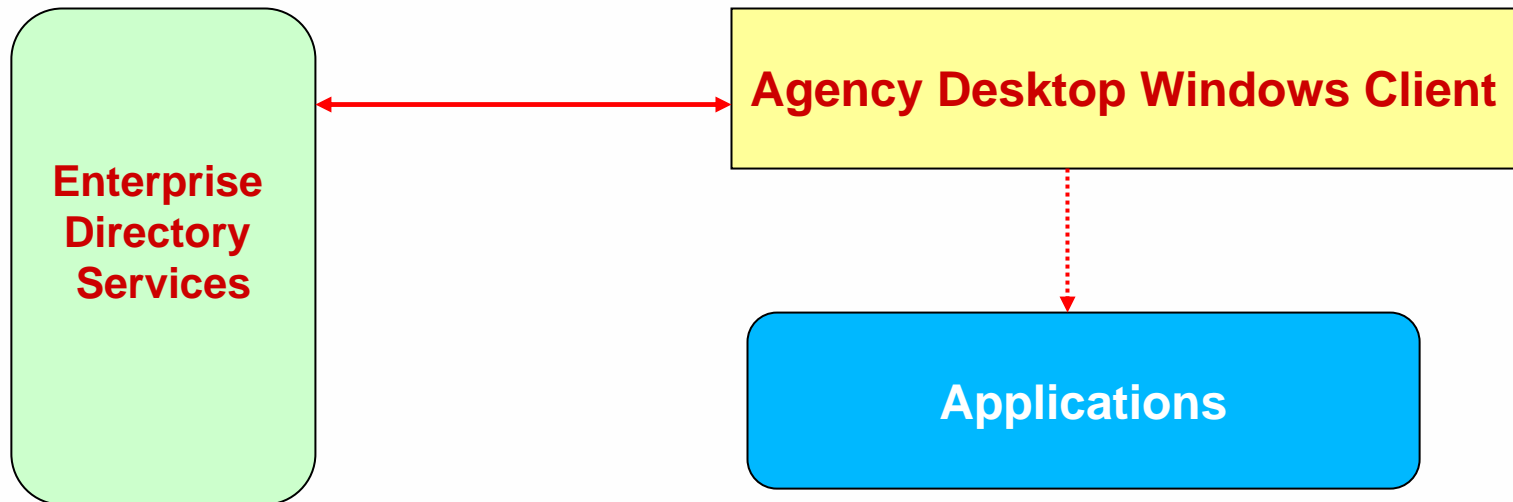 Agency Desktop Windows Client
Enterprise
Directory
Services
Applications